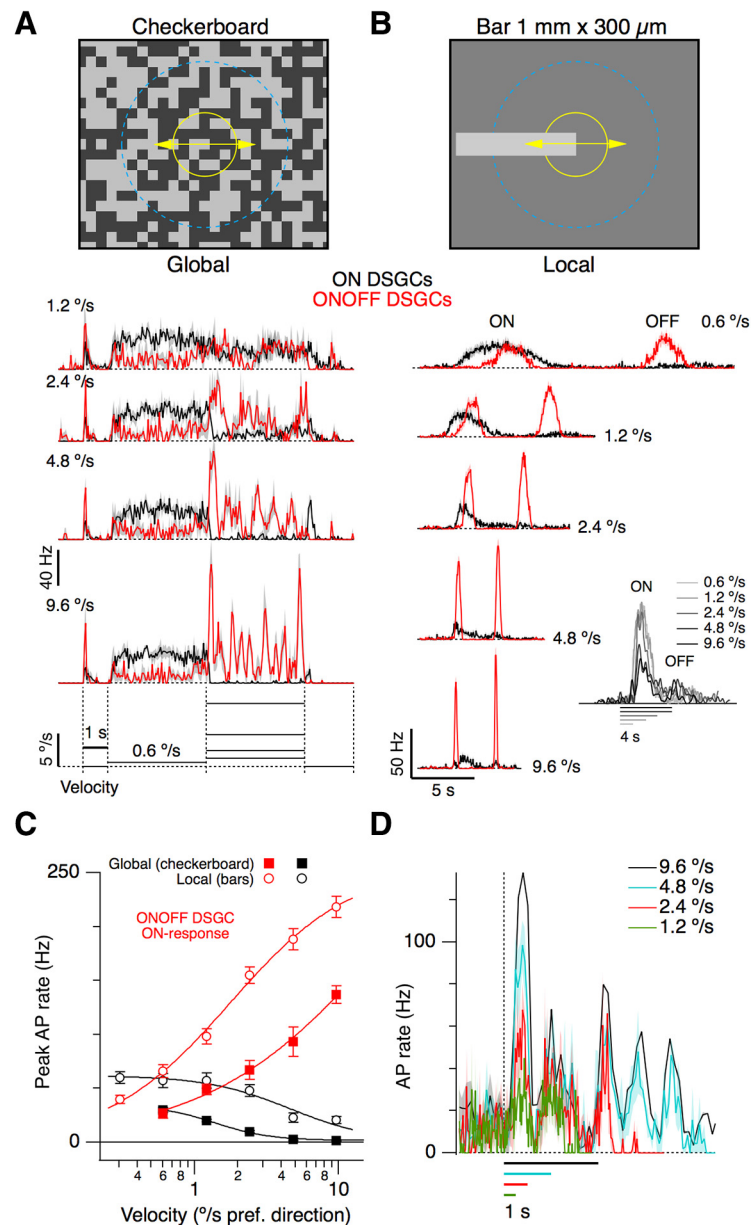 A
Checkerboard
Global
B
Bar 1 mm x 300 µm
Local
ON DSGCs
ONOFF DSGCs
1.2 º/s
2.4 º/s
4.8 º/s
40 Hz
9.6 º/s
1 s
5 º/s
0.6 º/s
Velocity
ON
OFF
0.6 º/s
1.2 º/s
2.4 º/s
4.8 º/s
9.6 º/s
50 Hz
5 s
0.6 º/s
1.2 º/s
2.4 º/s
4.8 º/s
9.6 º/s
ON
OFF
4 s
C
250
0
Peak AP rate (Hz)
Global (checkerboard)
Local (bars)
ONOFF DSGC
ON-response
4 6 8 1 2 4 6 8 10
Velocity (º/s pref. direction)
D
9.6 º/s
4.8 º/s
2.4 º/s
1.2 º/s
100
0
AP rate (Hz)
1 s